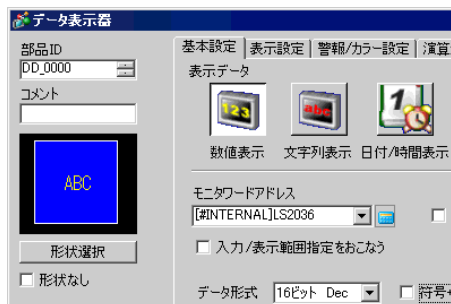 データ表示器
部品ID
DD_0000
コメント
ABC
形状選択
形状なし
基本設定 表示設定 警報/カラー設定 演算
表示データ
123 abc 1
数値表示 文字列表示 日付/時間表示
モニタワードアドレス
[#INTERNAL]LS2036
入力/表示範囲指定をおこなう
データ形式 16ビット Dec 符号+